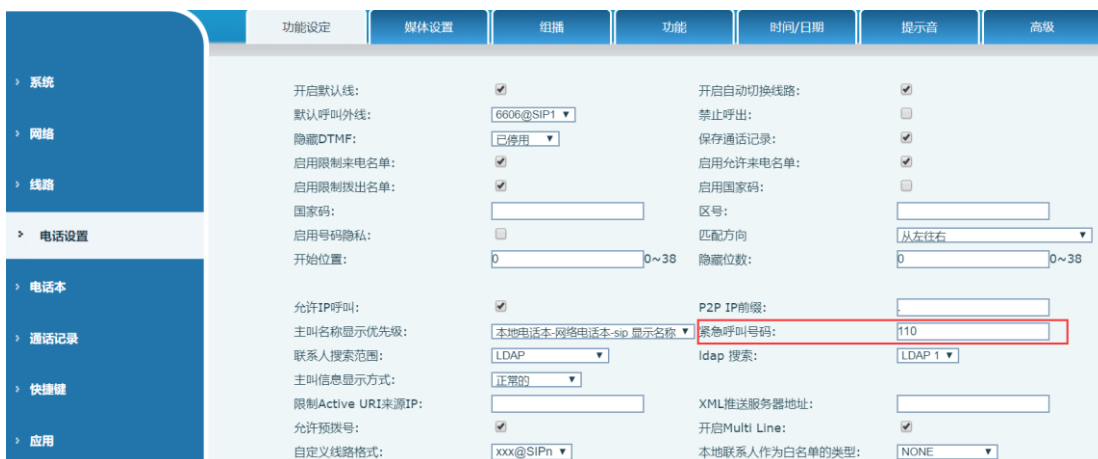 功能设定 媒体设置 组播 功能 时间/日期 提示音 高级
› 系统
› 网络
› 线路
› 电话设置
› 电话本
› 通话记录
› 快捷键
› 应用
开启默认线: 开启自动切换线路:
默认呼叫外线: 6606@SIP1 禁止呼出:
隐藏DTMF: 已停用 保存通话记录:
启用限制来电名单: 启用允许来电名单:
启用限制拨出名单: 启用国家码:
国家码: 区号:
启用号码隐私: 匹配方向 从左往右
开始位置: 0 0~38 隐藏位数: 0 0~38
允许IP呼叫: P2P IP前缀: .
主叫名称显示优先级: 本地电话本-网络电话本-sip 显示名称 紧急呼叫号码: 110
联系人搜索范围: LDAP ldap 搜索: LDAP 1
主叫信息显示方式: 正常的
限制Active URI来源IP: XML推送服务器地址:
允许预拨号: 开启Multi Line:
自定义线路格式: xxx@SIPn 本地联系人作为白名单的类型: NONE